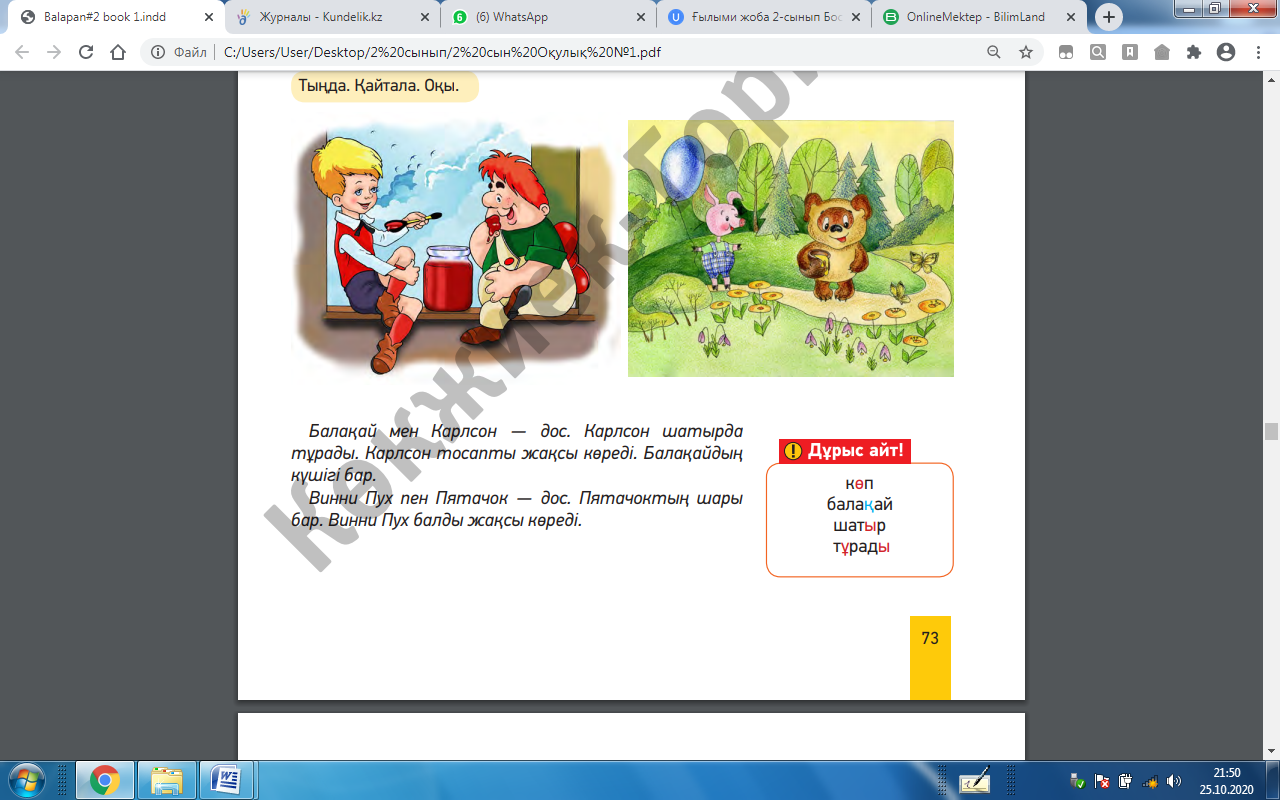 Balapan#2 book 1.indd
Журналы - Kundelik.kz
(6) WhatsApp
Ғылыми жоба 2-сынып Бос
OnlineMektep - BilimLand
Файл
C:/Users/User/Desktop/2%20сынып/2%20сын%20Оқулық%20№1.pdf
Тыңда. Қайтала. Оқы.
Балақай мен Карлсон — дос. Карлсон шатырда
тұрады. Карлсон тосапты жақсы көреді. Балақайдың
күшігі бар.
Винни Пух пен Пятачок — дос. Пятачоктың шары
бар. Винни Пух балды жақсы көреді.
! Дұрыс айт!
көп
балақай
шатыр
тұрады
73
Көкжиек-Гори
21:50
25.10.2020